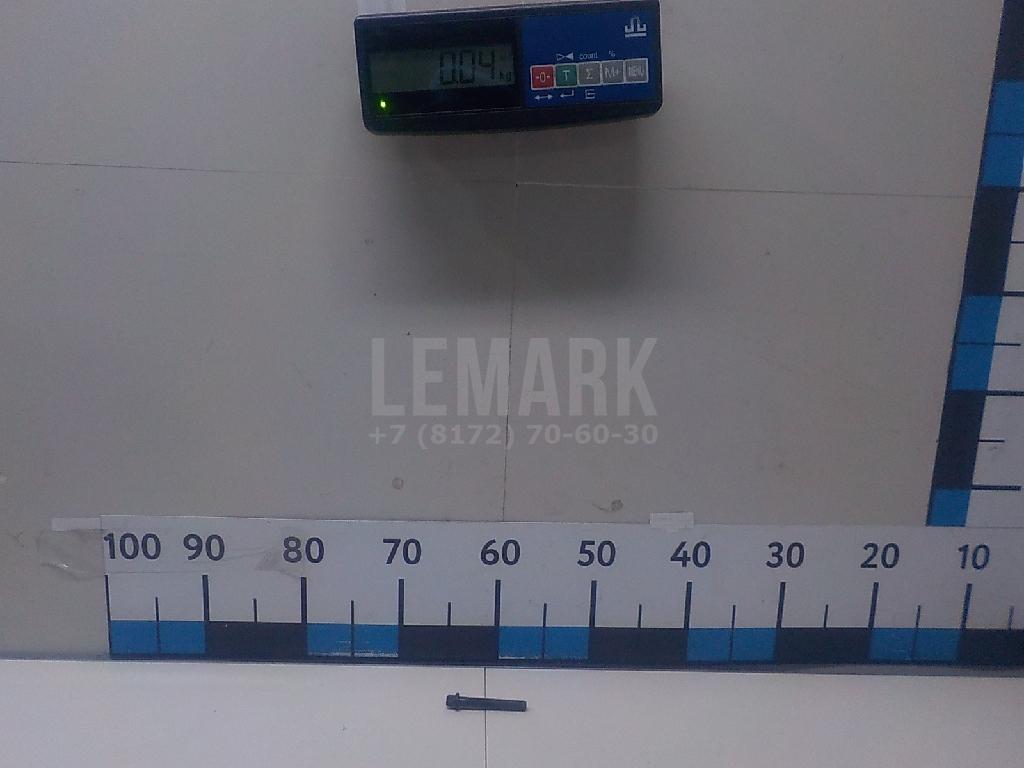 0.04 kg
count %
→0← T Σ M+ MENU
E
LEMARK
+7 (8172) 70-60-30
100 90 80 70 60 50 40 30 20 10